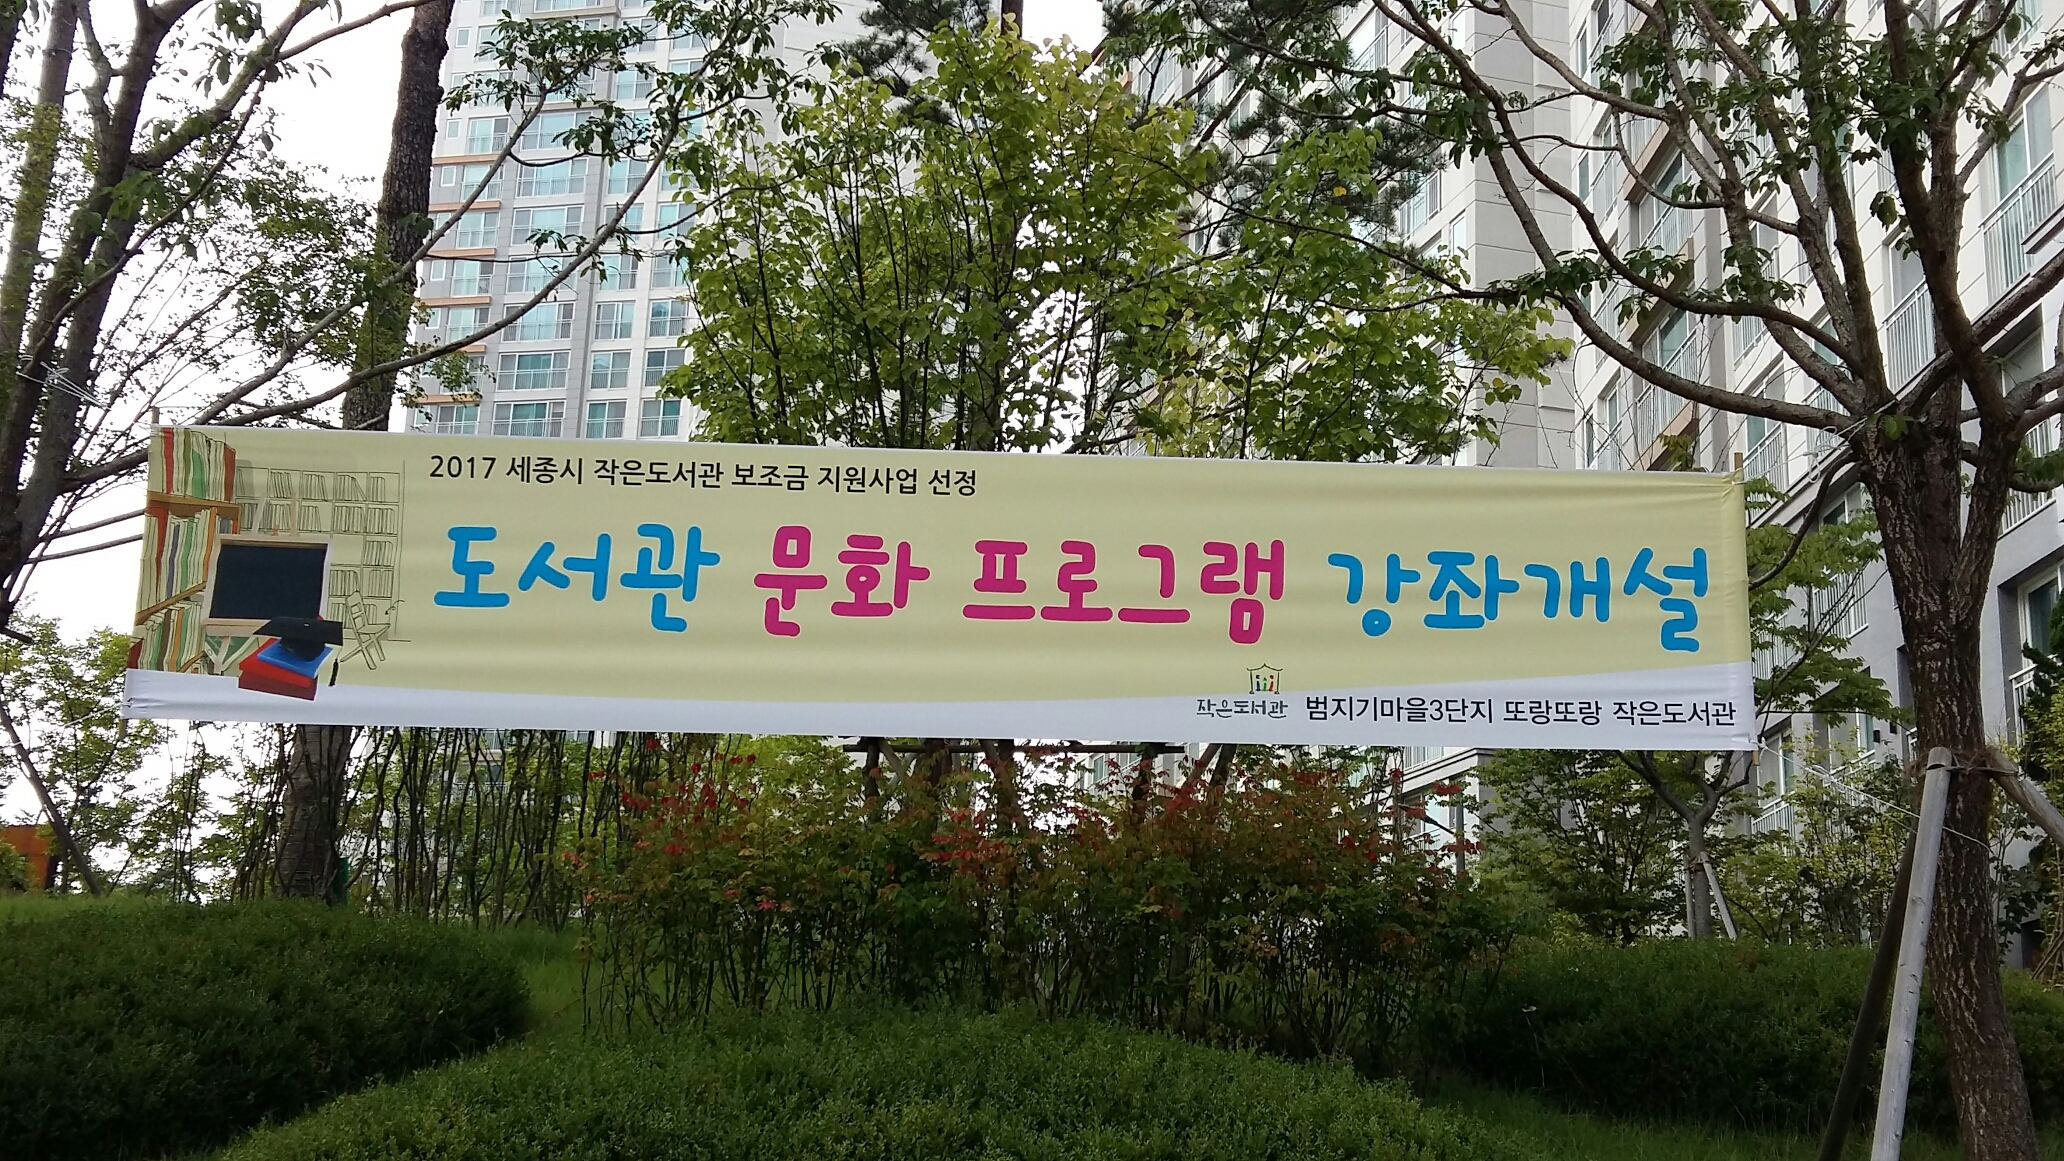 2017 세종시 작은도서관 보조금 지원사업 선정
도서관 문화 프로그램 강좌개설
작은도서관 범지기마을3단지 또랑또랑 작은도서관